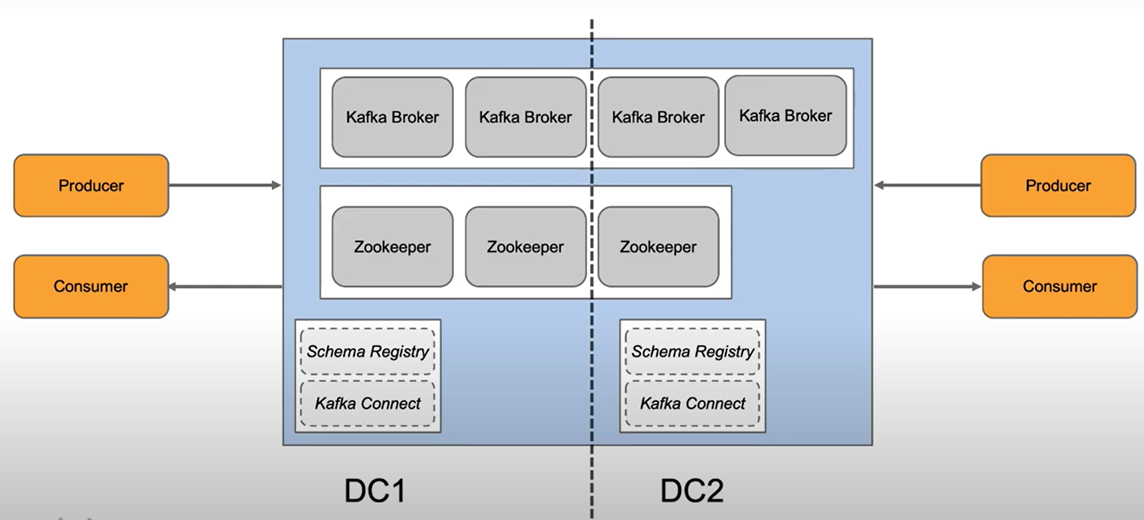 Kafka Broker
Kafka Broker
Kafka Broker
Kafka Broker
Producer
Producer
Zookeeper
Zookeeper
Zookeeper
Consumer
Consumer
Schema Registry
Kafka Connect
Schema Registry
Kafka Connect
DC1
DC2